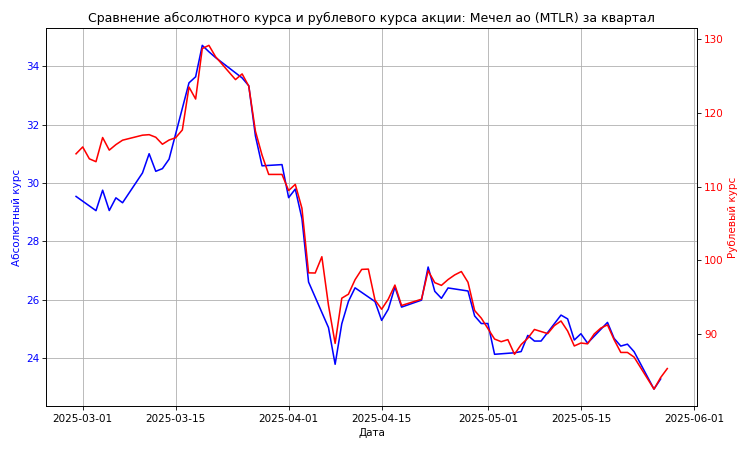 Сравнение абсолютного курса и рублевого курса акции: Мечел ао (MTLR) за квартал
Абсолютный курс
34
32
30
28
26
24
130
120
110
100
90
Рублевый курс
2025-03-01 2025-03-15 2025-04-01 2025-04-15 2025-05-01 2025-05-15 2025-06-01
Дата